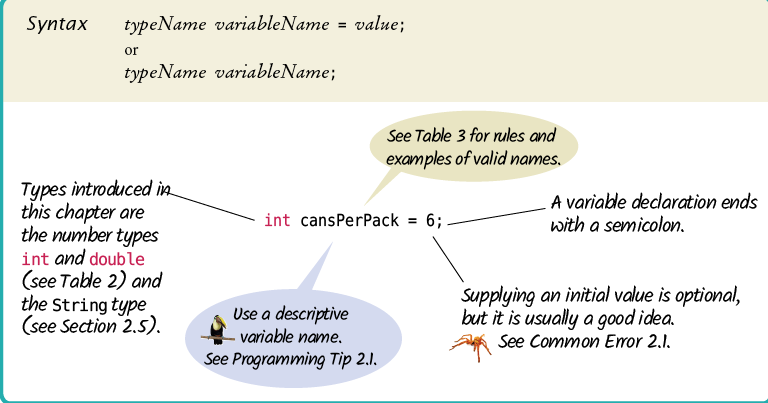 Syntax typeName variableName = value;
or
typeName variableName;
See Table 3 for rules and
examples of valid names.
Types introduced in
this chapter are
the number types
int and double
(see Table 2) and
the String type
(see Section 2.5).
int cansPerPack = 6;
A variable declaration ends
with a semicolon.
Use a descriptive
variable name.
See Programming Tip 2.1.
Supplying an initial value is optional,
but it is usually a good idea.
See Common Error 2.1.